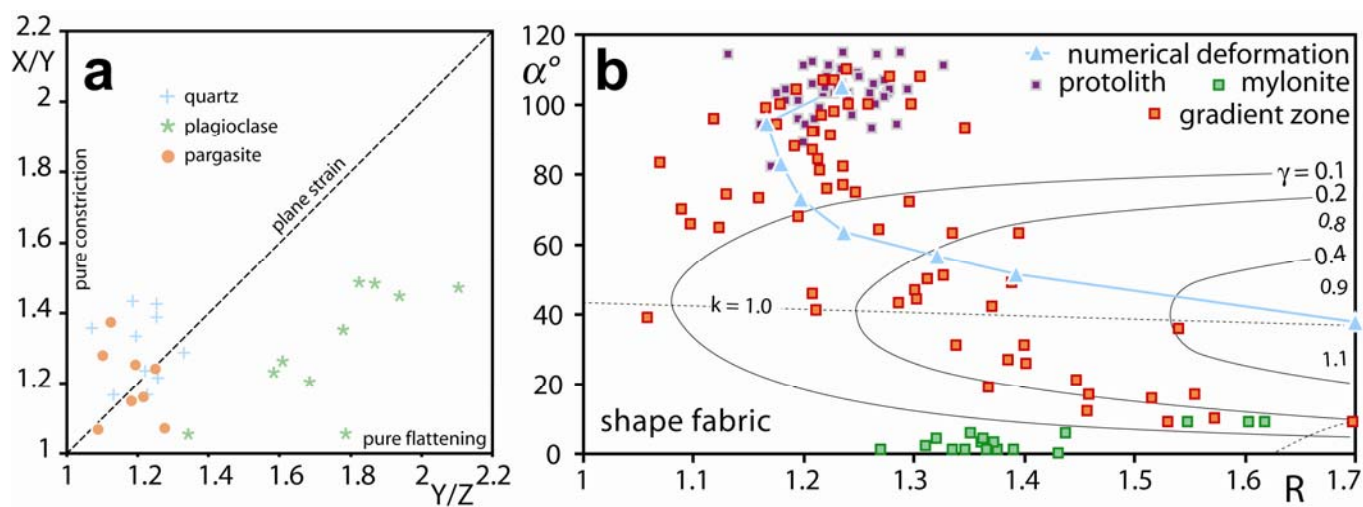 2.2
X/Y
a
2
1.8
1.6
1.4
1.2
1
quartz
plagioclase
pargasite
pure constriction
plane strain
pure flattening
1 1.2 1.4 1.6 1.8 2 2.2
Y/Z
120
α°
b
100
80
60
40
20
0
numerical deformation
protolith mylonite
gradient zone
γ = 0.1
0.2
0.8
0.4
0.9
k = 1.0
1.1
shape fabric
1 1.1 1.2 1.3 1.4 1.5 1.6 1.7
R